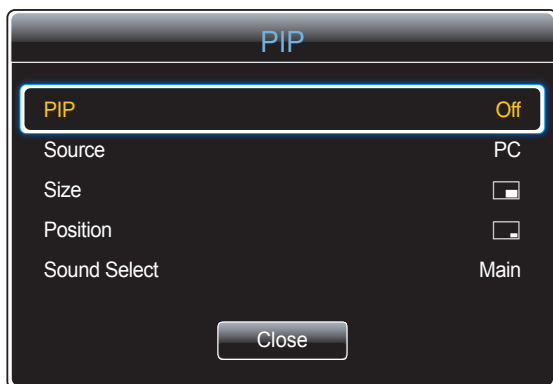 PIP
PIP Off
Source PC
Size
Position
Sound Select Main
Close